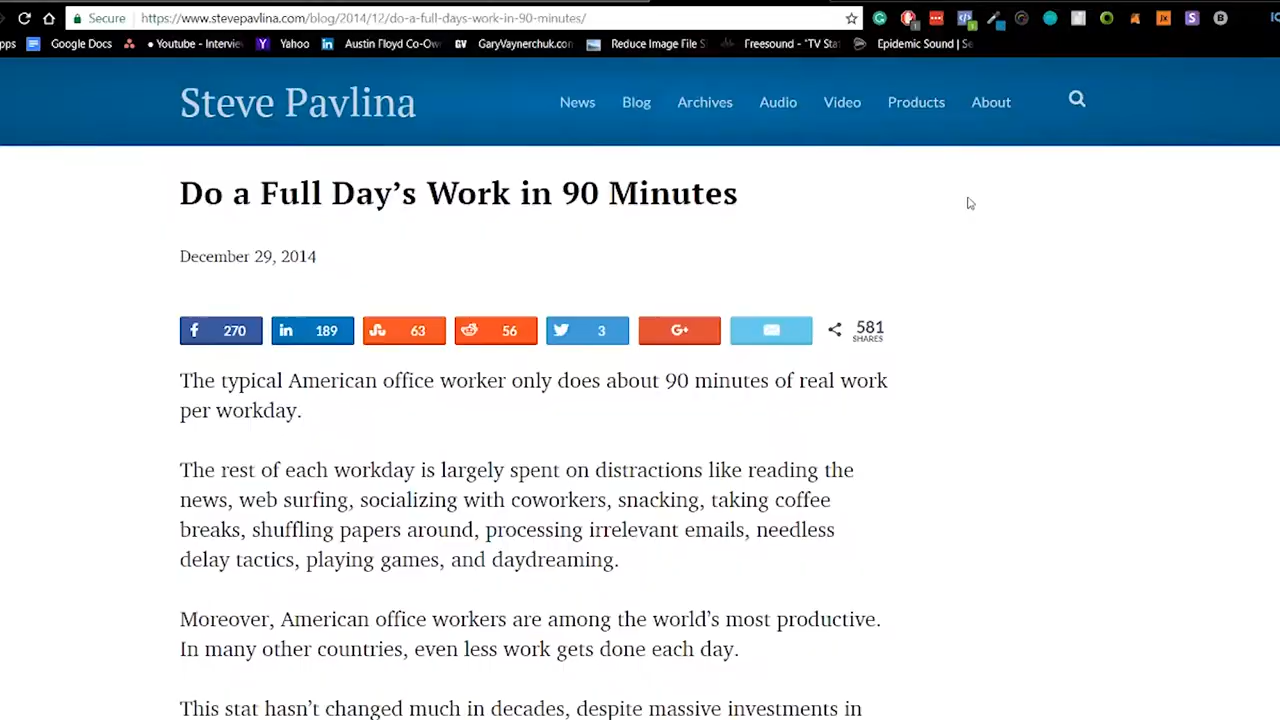 Secure https://www.stevepavlina.com/blog/2014/12/do-a-full-days-work-in-90-minutes/
pps Google Docs • Youtube - Intervie Yahoo Austin Floyd Co-Ow GaryVaynerchuk.con Reduce Image File S Freesound - "TV Stat Epidemic Sound | Se
Steve Pavlina News Blog Archives Audio Video Products About
Do a Full Day's Work in 90 Minutes
December 29, 2014
270 189 63 56 3 G+ 581
SHARES
The typical American office worker only does about 90 minutes of real work
per workday.
The rest of each workday is largely spent on distractions like reading the
news, web surfing, socializing with coworkers, snacking, taking coffee
breaks, shuffling papers around, processing irrelevant emails, needless
delay tactics, playing games, and daydreaming.
Moreover, American office workers are among the world's most productive.
In many other countries, even less work gets done each day.
This stat hasn't changed much in decades, despite massive investments in